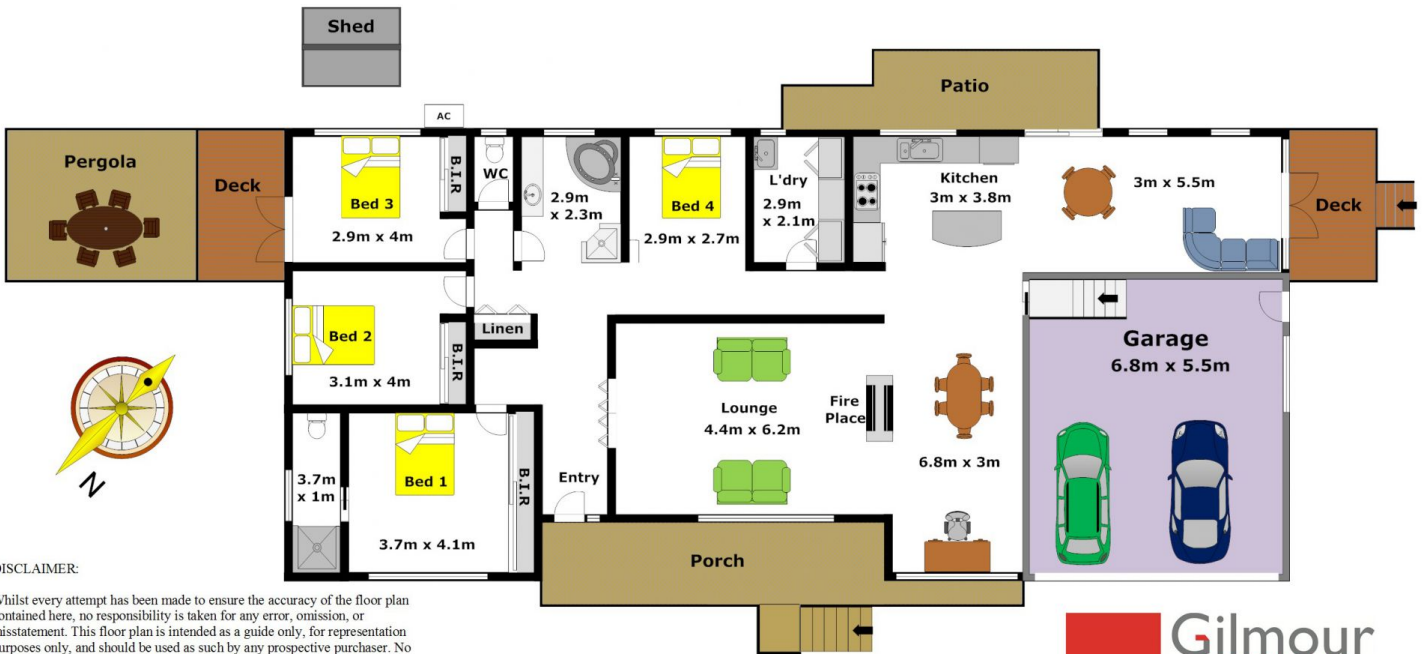 Shed
Patio
AC
Pergola
Deck
B.I.R
WC
Bed 3
2.9m x 4m
2.9m
x 2.3m
Bed 4
2.9m x 2.7m
L'dry
2.9m
x 2.1m
Kitchen
3m x 3.8m
3m x 5.5m
Deck
Bed 2
3.1m x 4m
B.I.R
Linen
Garage
6.8m x 5.5m
Lounge
4.4m x 6.2m
Fire
Place
6.8m x 3m
N
3.7m
x 1m
Bed 1
3.7m x 4.1m
B.I.R
Entry
Porch
DISCLAIMER:
Whilst every attempt has been made to ensure the accuracy of the floor plan
contained here, no responsibility is taken for any error, omission, or
misstatement. This floor plan is intended as a guide only, for representation
purposes only, and should be used as such by any prospective purchaser. No
Gilmour